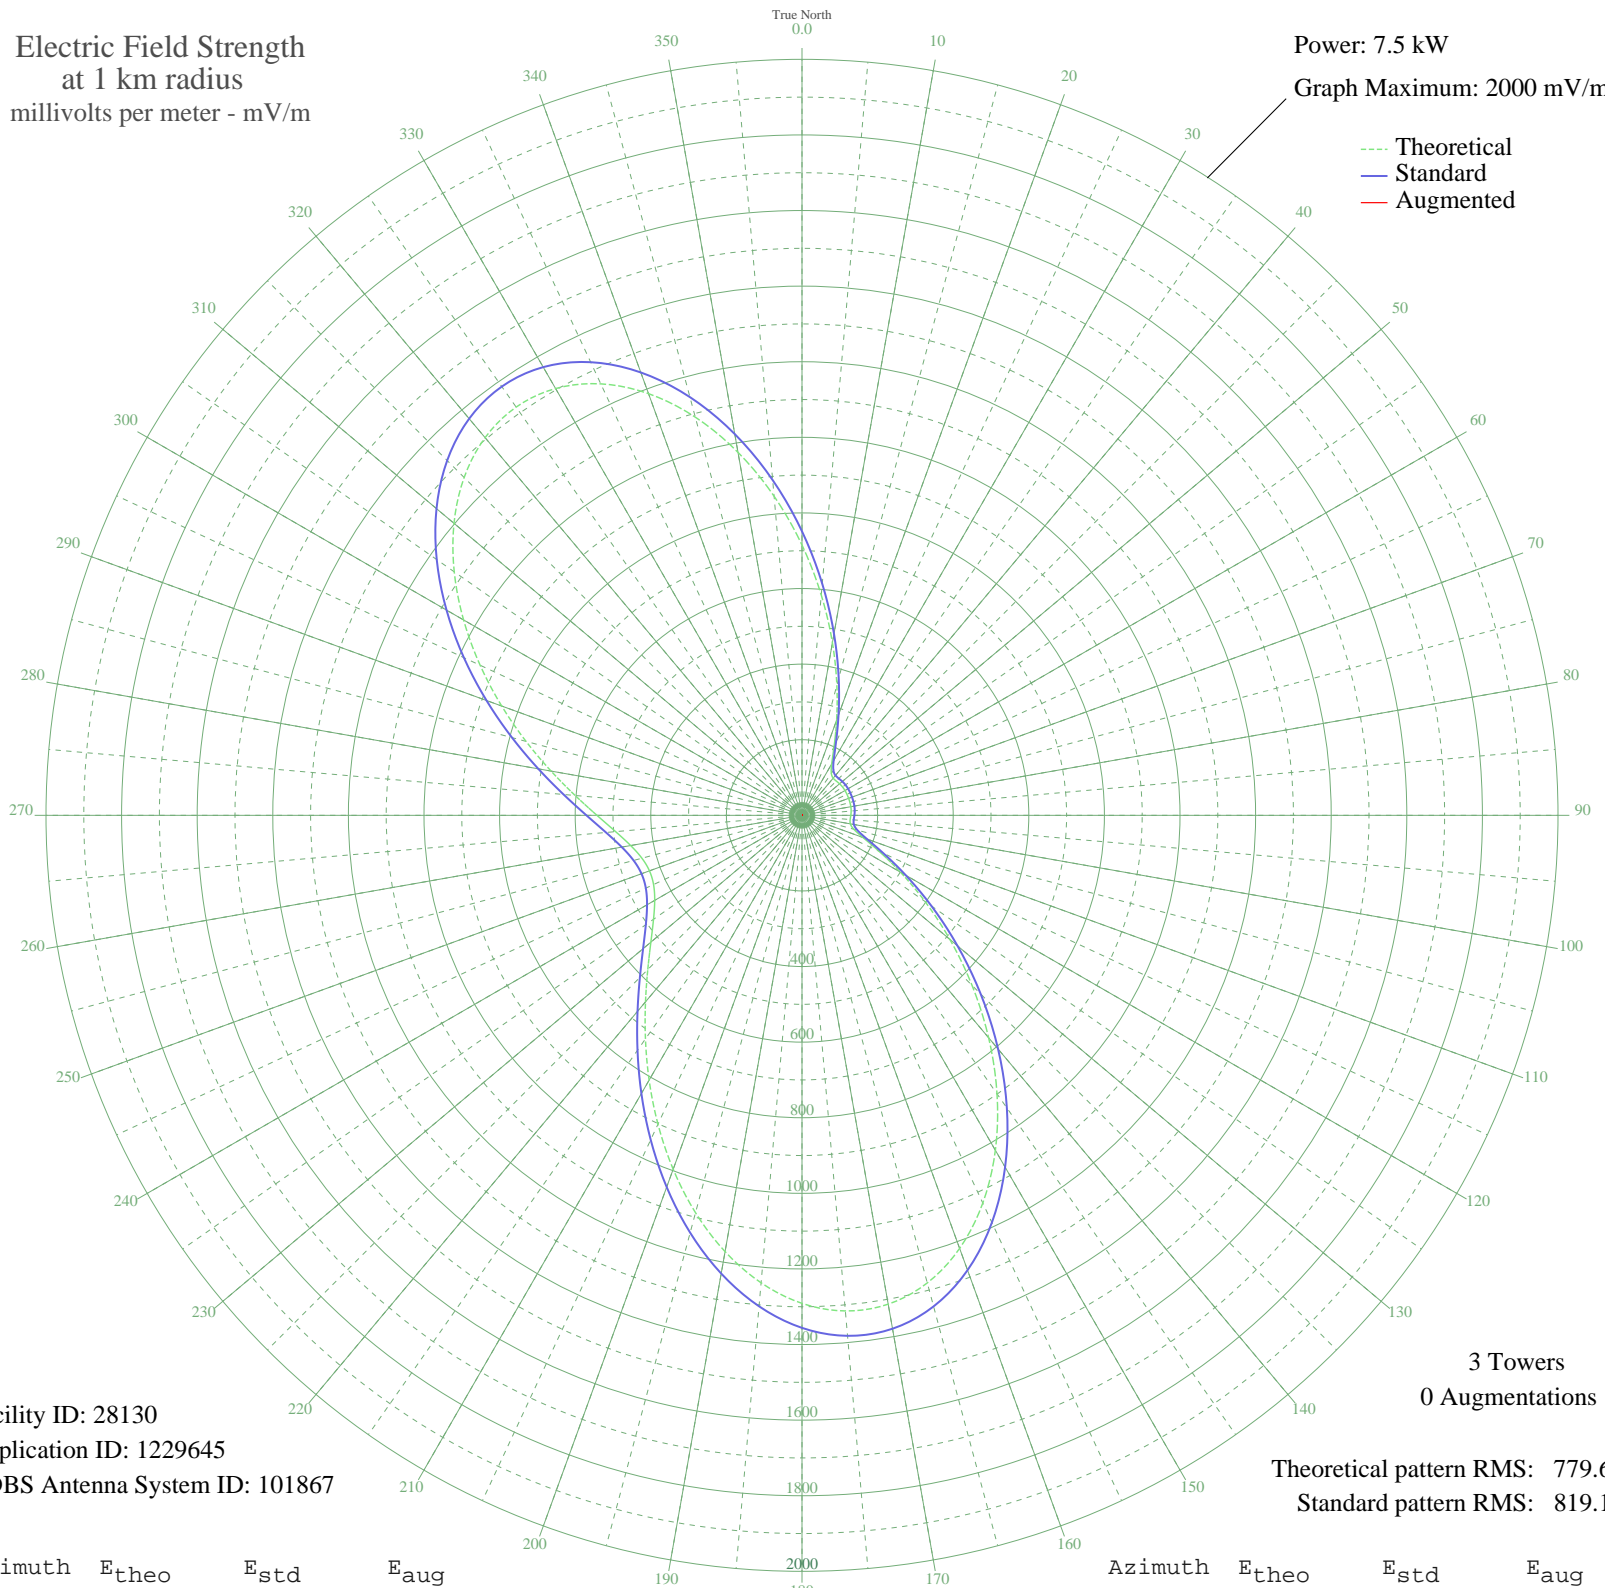 True North
0.0
Electric Field Strength
at 1 km radius
millivolts per meter - mV/m
Power: 7.5 kW
Graph Maximum: 2000 mV/m
Theoretical
Standard
Augmented
10
20
30
40
50
60
70
80
90
100
110
120
130
140
150
160
170
190
200
210
220
230
240
250
260
270
280
290
300
310
320
330
340
350
400
600
800
1000
1200
1400
1600
1800
2000
3 Towers
0 Augmentations
cility ID: 28130
plication ID: 1229645
DBS Antenna System ID: 101867
Theoretical pattern RMS: 779.6
Standard pattern RMS: 819.1
imuth Etheo Estd Eaug
Azimuth Etheo Estd Eaug